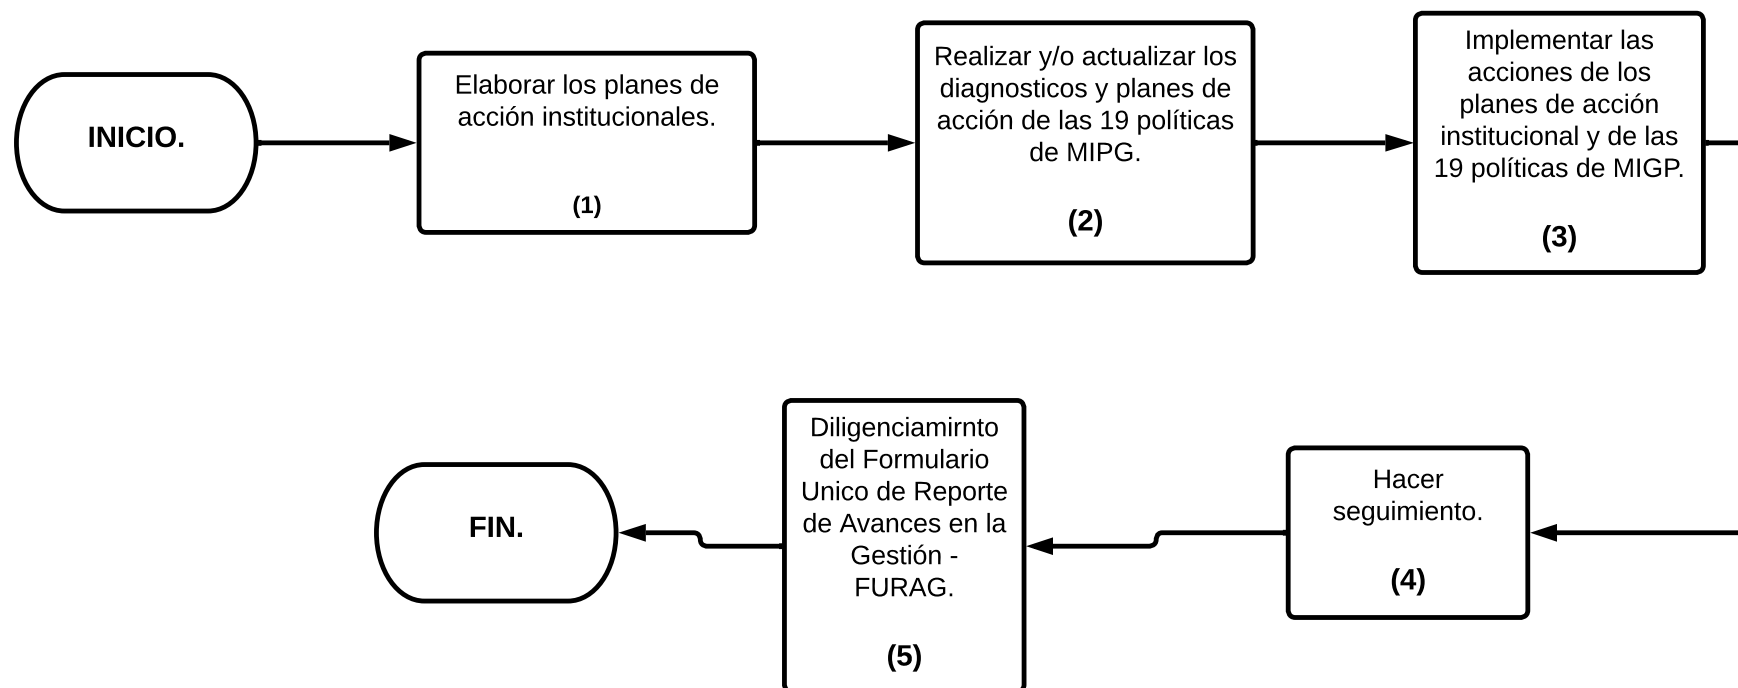 INICIO.
Elaborar los planes de
acción institucionales.
(1)
Realizar y/o actualizar los
diagnosticos y planes de
acción de las 19 políticas
de MIPG.
(2)
Implementar las
acciones de los
planes de acción
institucional y de las
19 políticas de MIGP.
(3)
Hacer
seguimiento.
(4)
Diligenciamirnto
del Formulario
Unico de Reporte
de Avances en la
Gestión -
FURAG.
(5)
FIN.